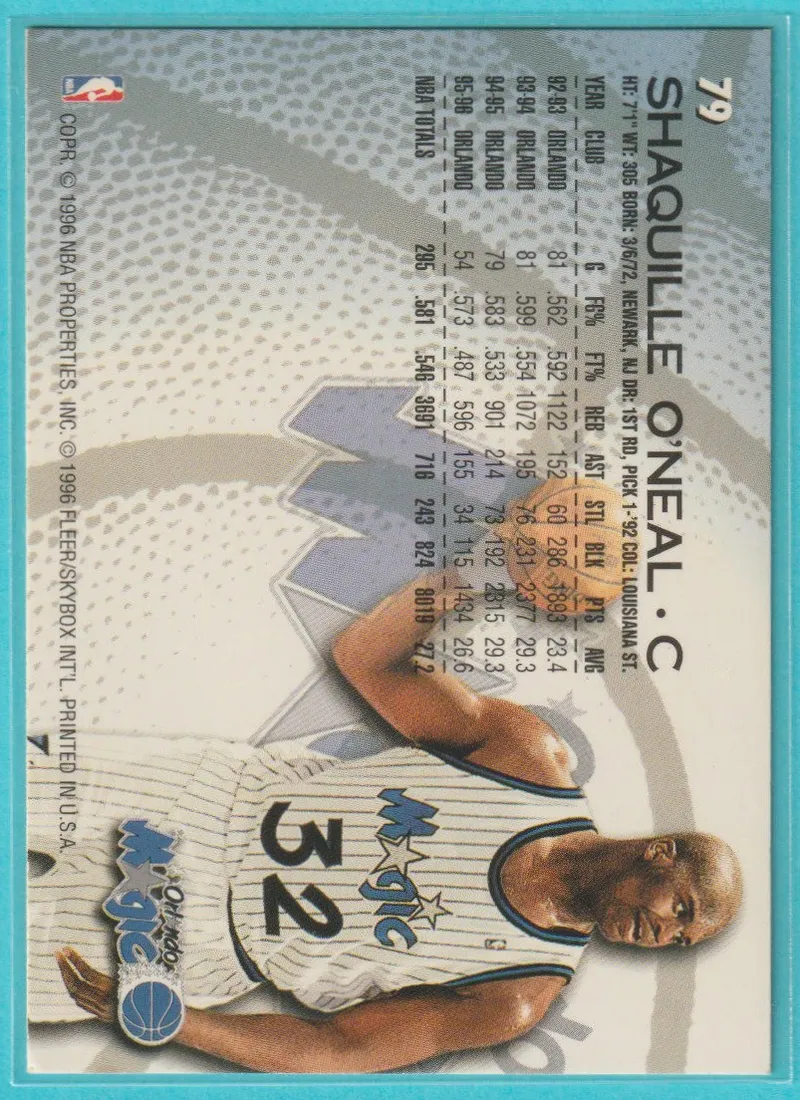 79
SHAQUILLE O'NEAL • C
HT: 7'1" WT: 305 BORN: 3/6/72, NEWARK, NJ DR: 1ST RD, PICK 1-'92 COL: LOUISIANA ST.
YEAR CLUB G FG% FT% REB AST STL BLK PTS AVG
92-93 ORLANDO 81 .562 .592 1122 152 60 286 1893 23.4
93-94 ORLANDO 81 .599 .554 1072 195 76 231 2377 29.3
94-95 ORLANDO 79 .583 .533 901 214 73 192 2315 29.3
95-96 ORLANDO 54 .573 .487 596 155 34 115 1434 26.6
NBA TOTALS 295 .581 .546 3691 716 243 824 8019 27.2
Magic
32
Orlando
Magic
NBA
COPR. © 1996 NBA PROPERTIES, INC. © 1996 FLEER/SKYBOX INT'L. PRINTED IN U.S.A.